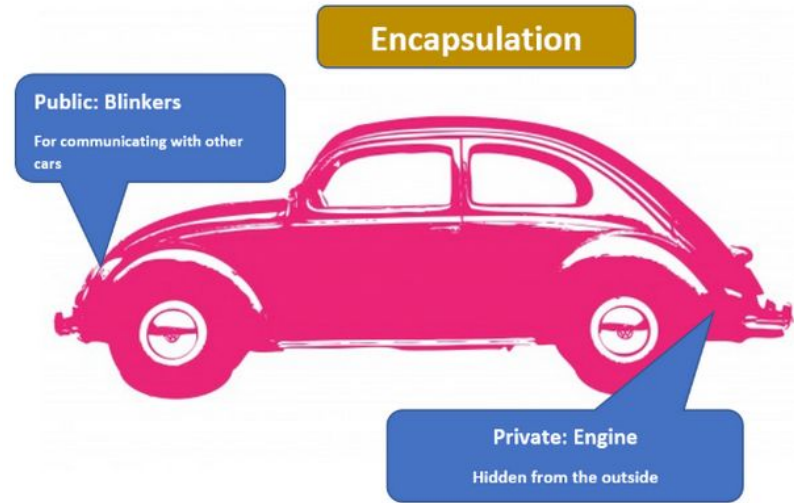 Encapsulation
Public: Blinkers
For communicating with other
cars
Private: Engine
Hidden from the outside